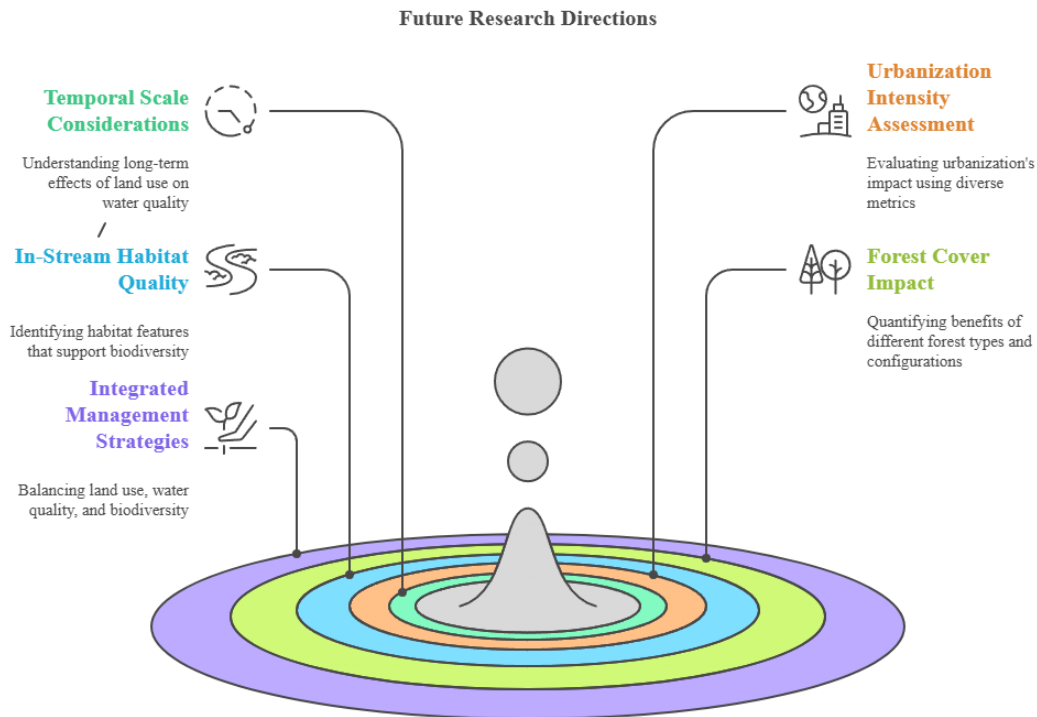 Future Research Directions
Temporal Scale
Considerations
Understanding long-term
effects of land use on
water quality
In-Stream Habitat
Quality
Identifying habitat features
that support biodiversity
Integrated
Management
Strategies
Balancing land use, water
quality, and biodiversity
Urbanization
Intensity
Assessment
Evaluating urbanization's
impact using diverse
metrics
Forest Cover
Impact
Quantifying benefits of
different forest types and
configurations